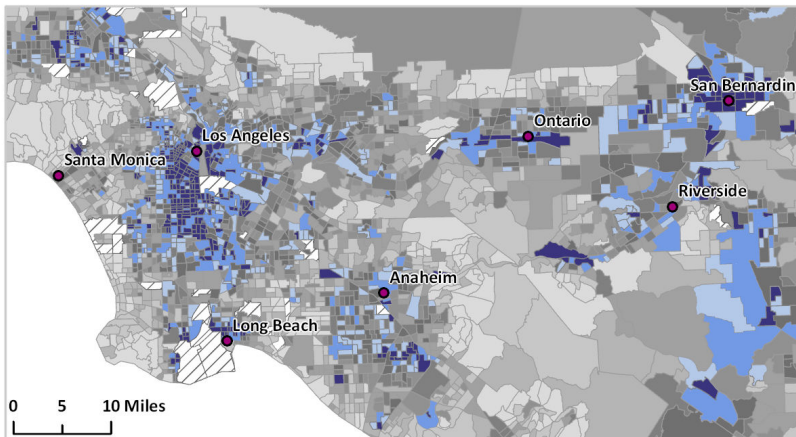 San Bernardin
Los Angeles
Ontario
Santa Monica
Riverside
Anaheim
Long Beach
0 5 10 Miles